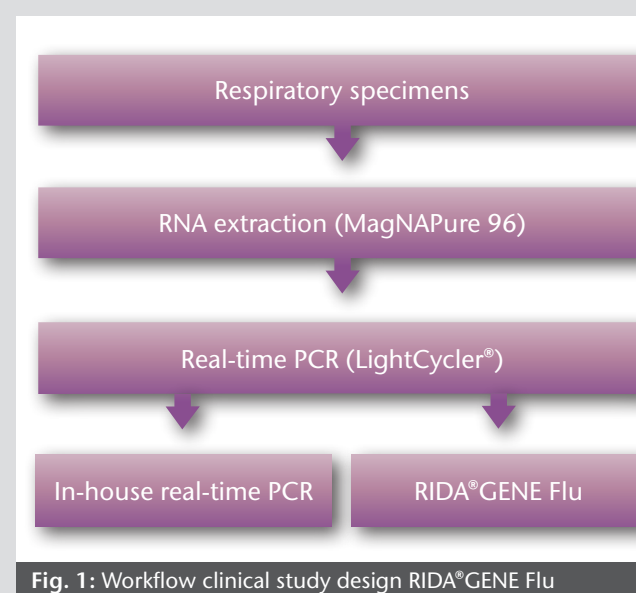 Respiratory specimens
RNA extraction (MagNAPure 96)
Real-time PCR (LightCycler®)
In-house real-time PCR
RIDA®GENE Flu
Fig. 1: Workflow clinical study design RIDA®GENE Flu